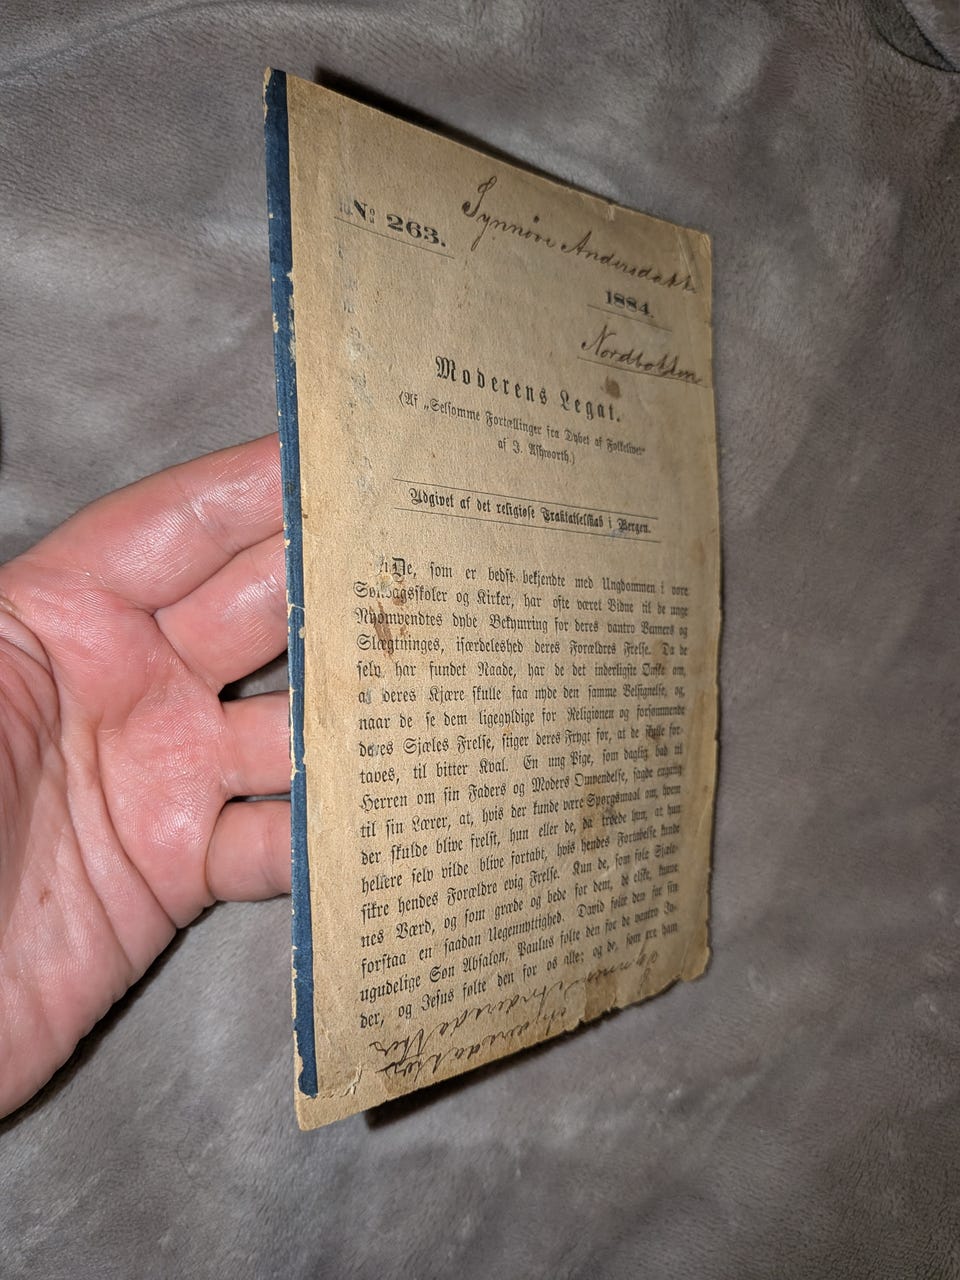 No: 263.
Synnøve Andersdatter
1884.
Nordbotten
Moderens Legat.
(Af „Selsomme Fortællinger fra Dybet af Folkelivet“
af J. Ashworth.)
Udgivet af det religiøse Traktatselskab i Bergen.
De, som er bedst bekjendte med Ungdommen i vore
Søndagsskoler og Kirker, har ofte været Vidne til de unge
Nyomvendtes dybe Bekymring for deres vantro Venners og
Slægtninges, isærdeleshed deres Forældres Frelse. Da de
selv har fundet Naade, har de det inderligste Ønske om,
at deres Kjære skulle faa nyde den samme Velsignelse, og,
naar de se dem ligegyldige for Religionen og forsømmende
deres Sjæles Frelse, stiger deres Frygt for, at de skulle for-
tabes, til bitter Kval. En ung Pige, som daglig bad til
Herren om sin Faders og Moders Omvendelse, sagde engang
til sin Lærer, at, hvis der kunde være Spørgsmaal om, hvem
der skulde blive frelst, hun eller de, da troede hun, at hun
hellere selv vilde blive fortabt, hvis hendes Fortabelse kunde
sikre hendes Forældre evig Frelse. Kun de, som føle Sjæle-
nes Værd, og som græde og bede for dem, de elske, kunne
forstaa en saadan Uegennyttighed. David følte den for sin
ugudelige Søn Absalon, Paulus følte den for de vantro Jø-
der, og Jesus følte den for os alle; og de, som ere ham
Synnøve Andersdatter